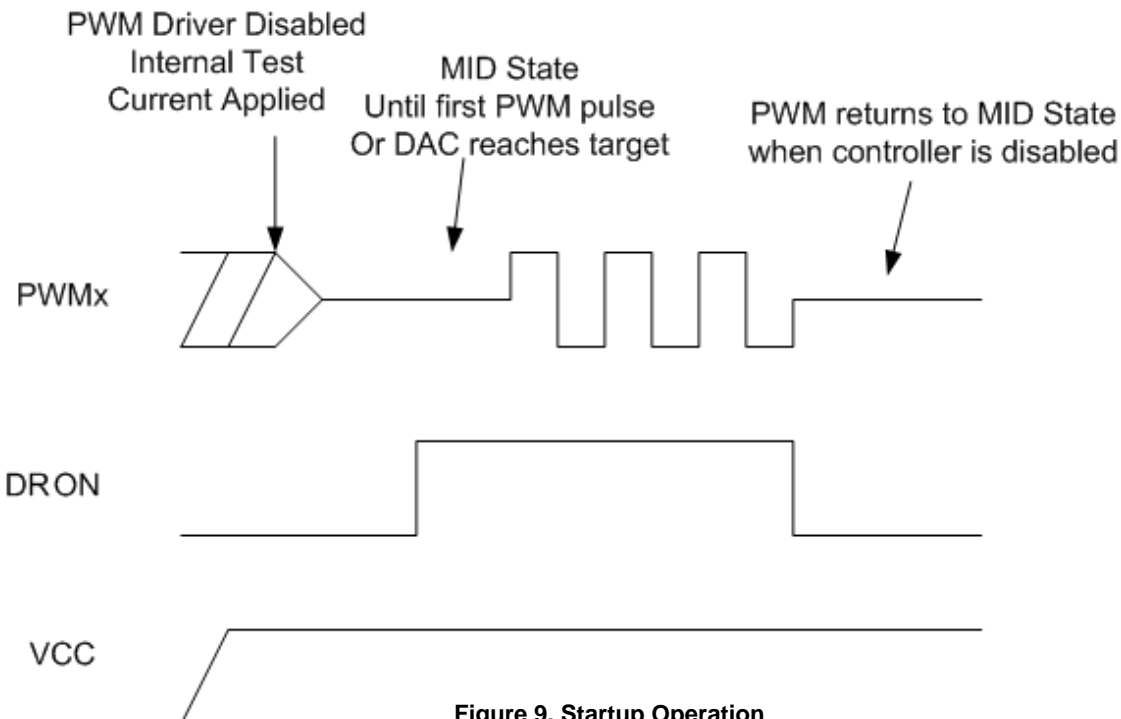 PWM Driver Disabled
Internal Test
Current Applied
MID State
Until first PWM pulse
Or DAC reaches target
PWM returns to MID State
when controller is disabled
PWMx
DRON
VCC
Figure 9. Startup Operation